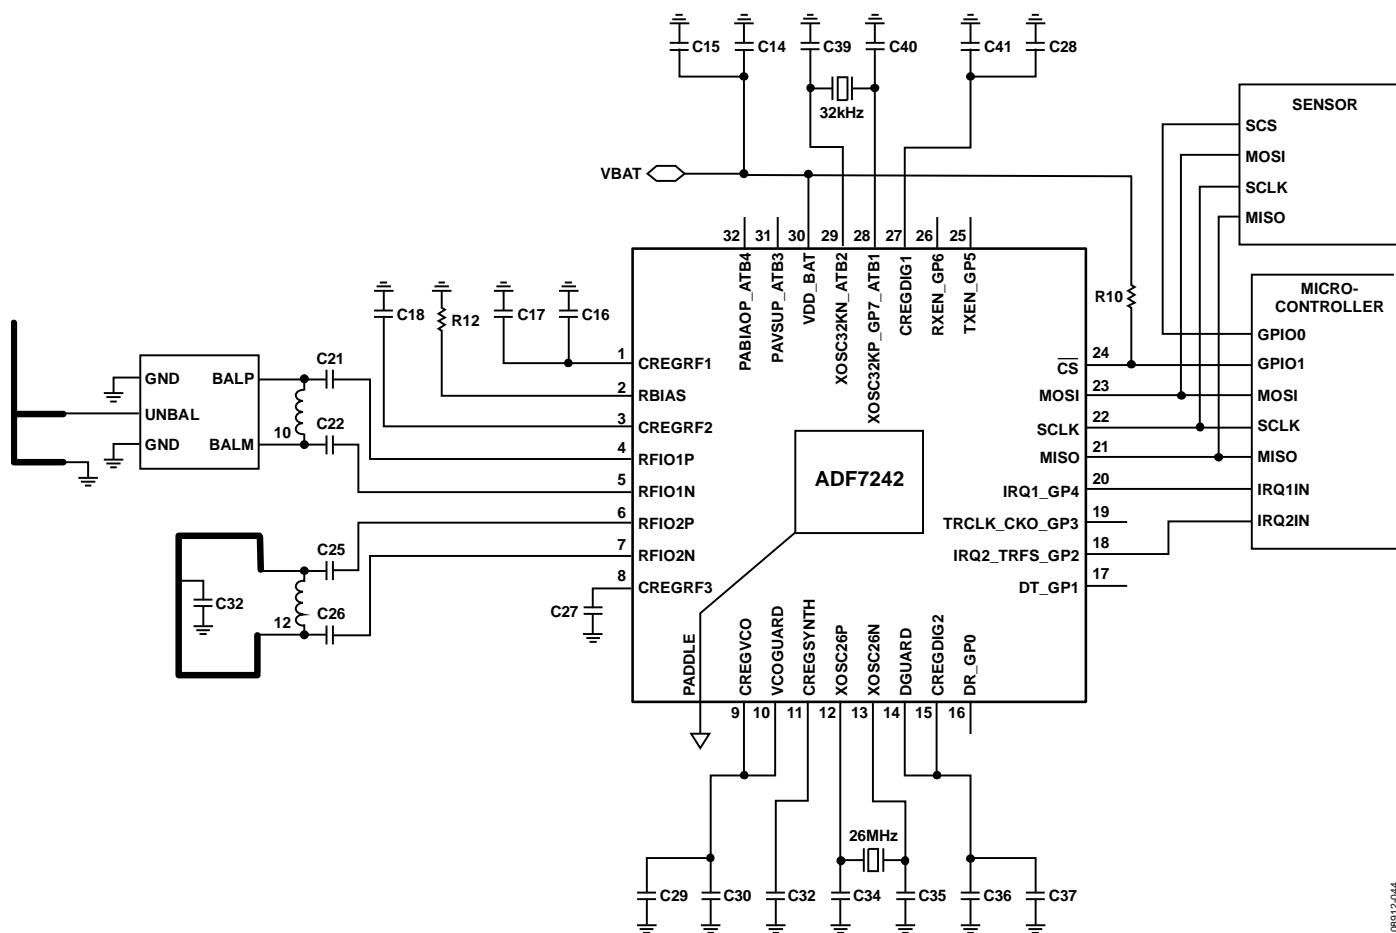 C15
C14
C39
C40
C41
C28
32kHz
VBAT
SENSOR
SCS
MOSI
SCLK
MISO
32
31
30
29
28
27
26
25
PABIAOP_ATB4
PAVSUP_ATB3
VDD_BAT
XOSC32KN_ATB2
XOSC32KP_GP7_ATB1
CREGDIG1
RXEN_GP6
TXEN_GP5
R10
MICRO-
CONTROLLER
GPIO0
GPIO1
MOSI
SCLK
MISO
IRQ1IN
IRQ2IN
C18
R12
C17
C16
GND
BALP
UNBAL
GND
BALM
C21
10
C22
C25
12
C26
C32
C27
1
CREGRF1
2
RBIAS
3
CREGRF2
4
RFIO1P
5
RFIO1N
6
RFIO2P
7
RFIO2N
8
CREGRF3
ADF7242
24
CS
23
MOSI
22
SCLK
21
MISO
20
IRQ1_GP4
19
TRCLK_CKO_GP3
18
IRQ2_TRFS_GP2
17
DT_GP1
PADDLE
CREGVCO
VCOGUARD
CREGSYNTH
XOSC26P
XOSC26N
DGUARD
CREGDIG2
DR_GP0
9
10
11
12
13
14
15
16
26MHz
C29
C30
C32
C34
C35
C36
C37
08912-044